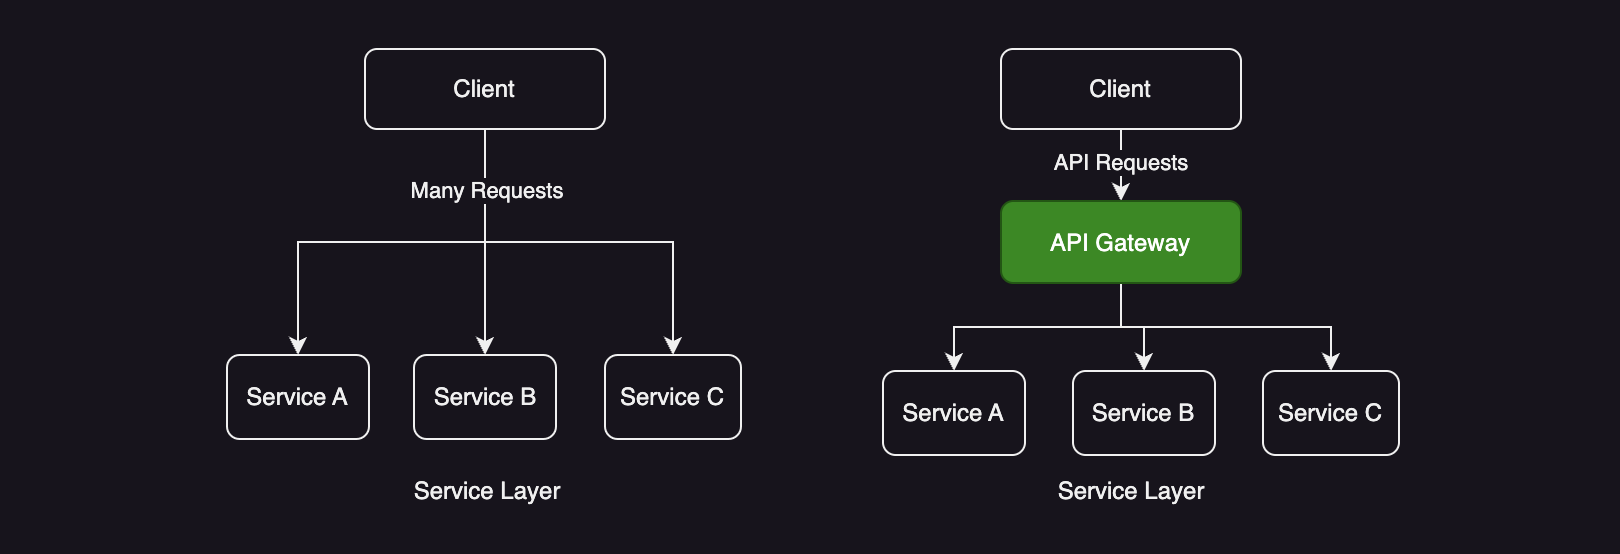 Client
Many Requests
Service A
Service B
Service C
Service Layer
Client
API Requests
API Gateway
Service A
Service B
Service C
Service Layer